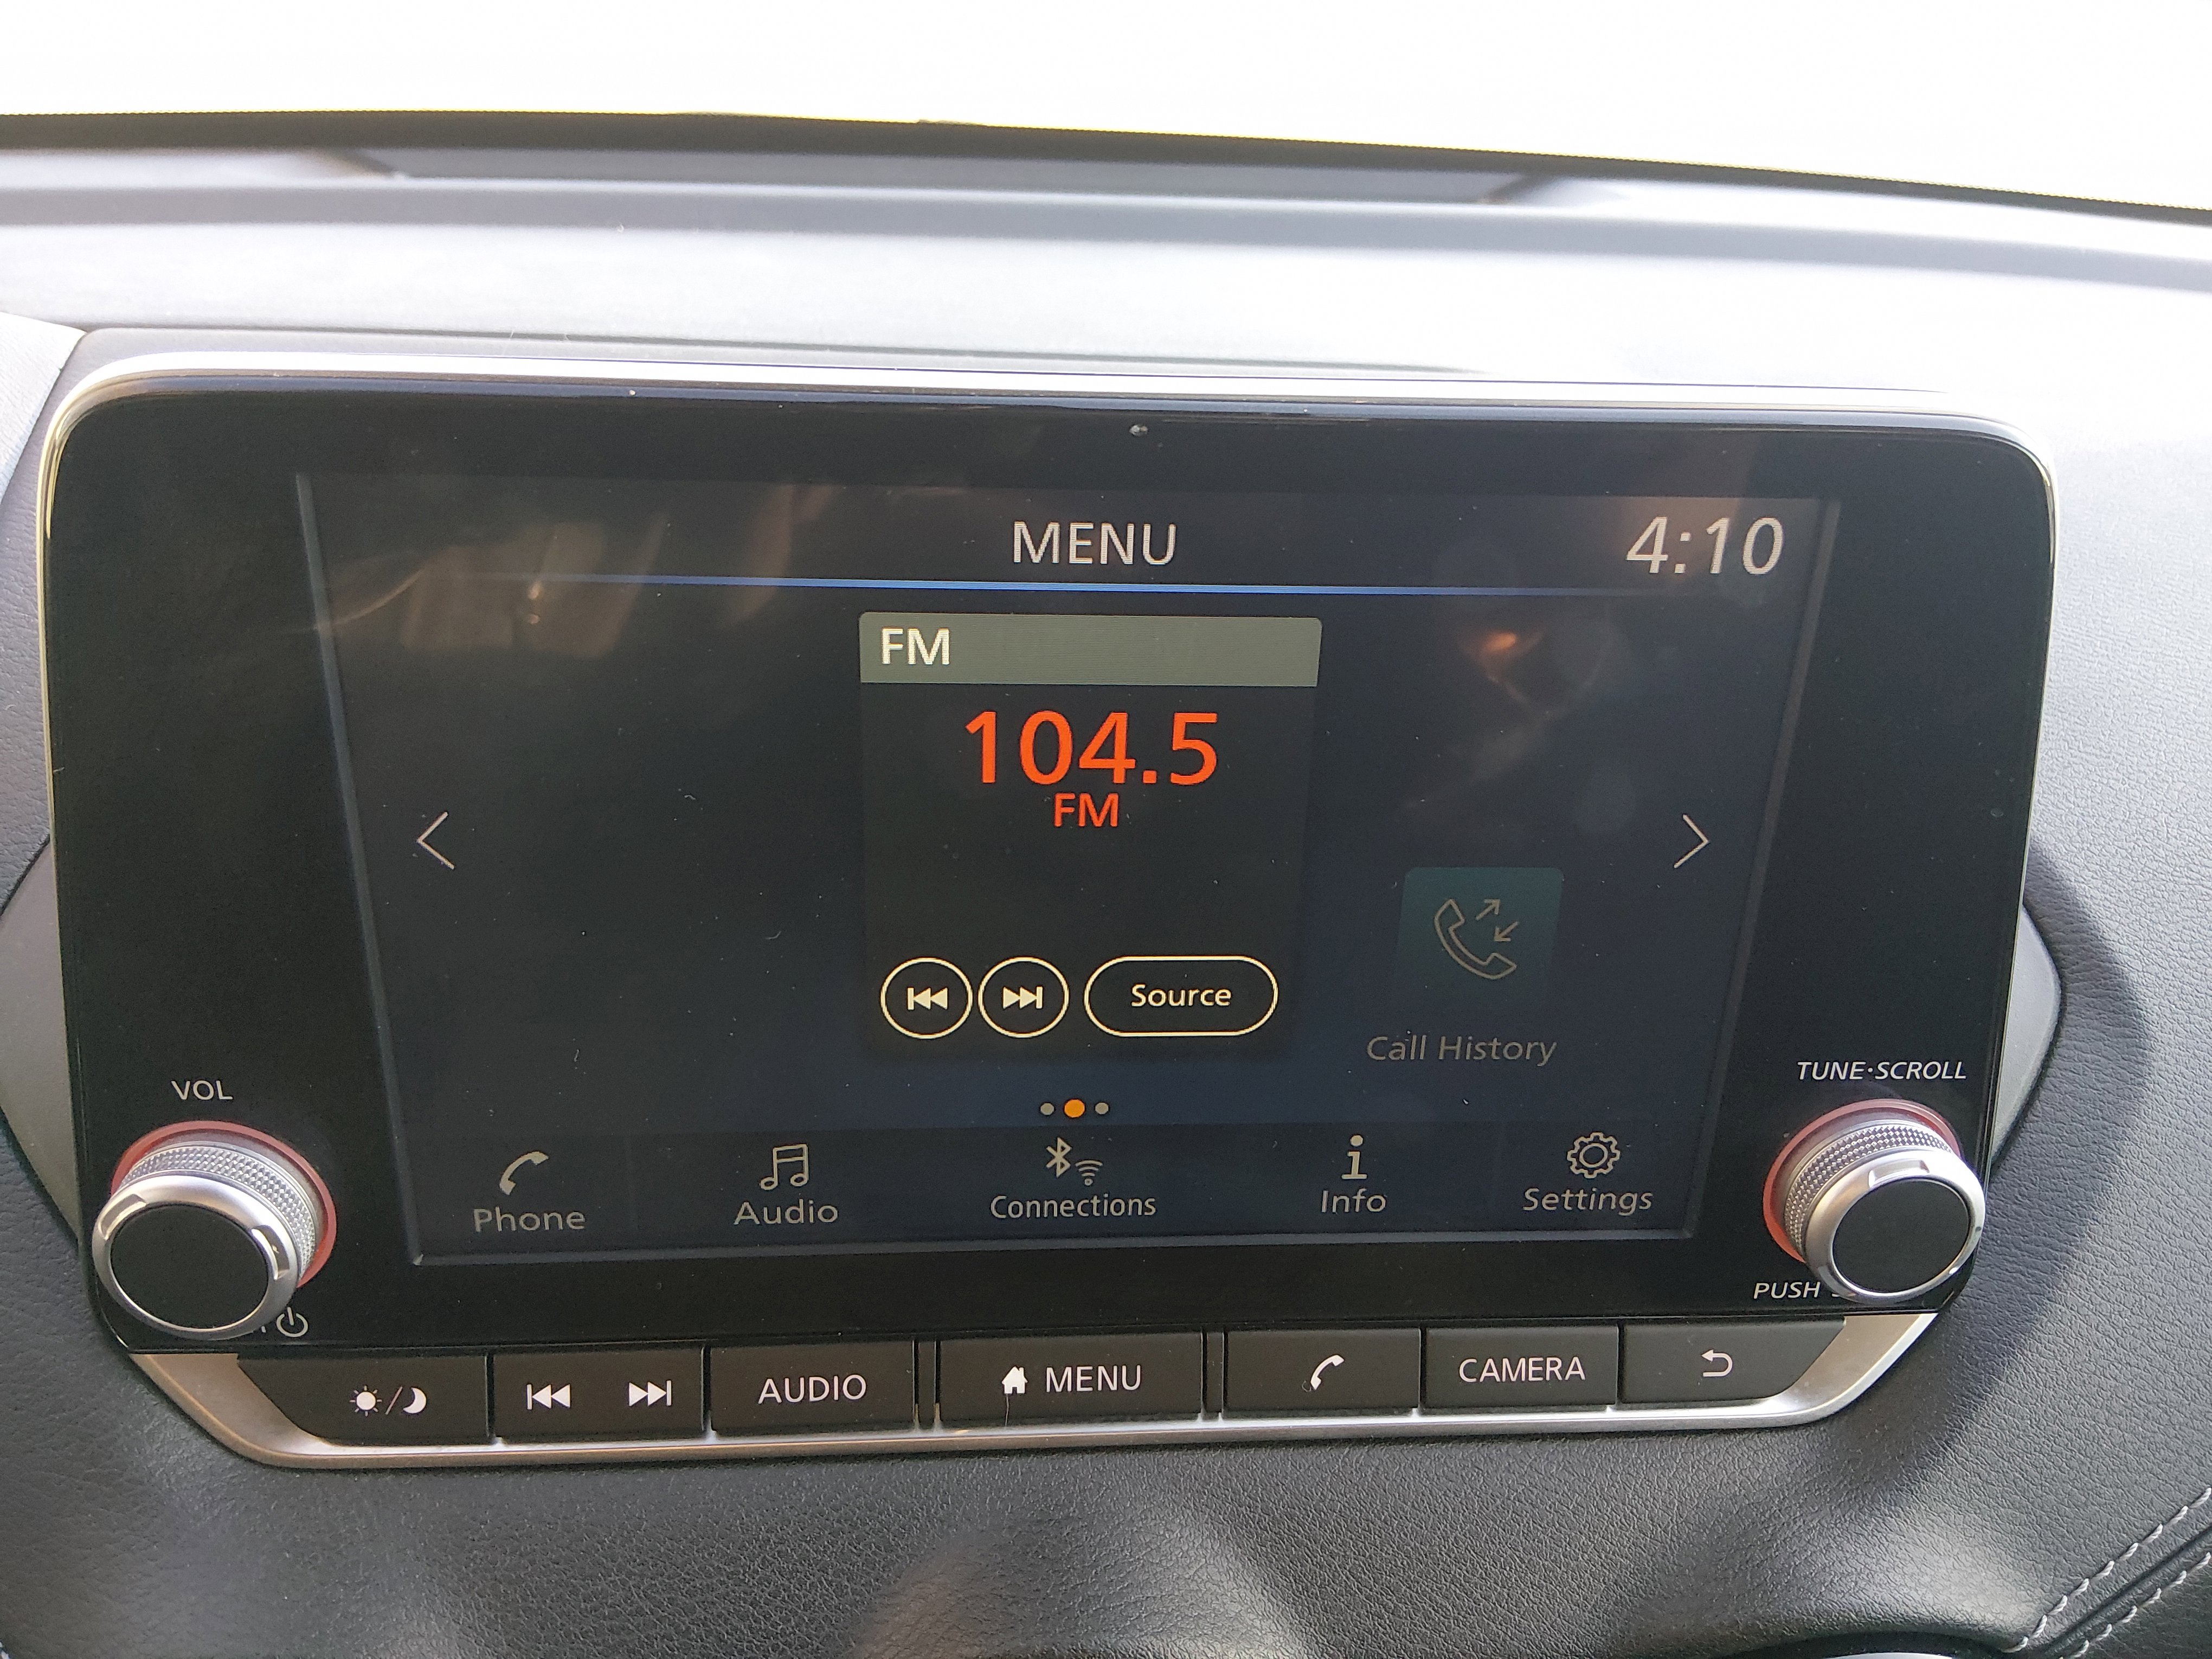 MENU
4:10
FM
104.5
FM
Source
Call History
VOL
TUNE·SCROLL
Phone
Audio
Connections
Info
Settings
PUSH
AUDIO
MENU
CAMERA